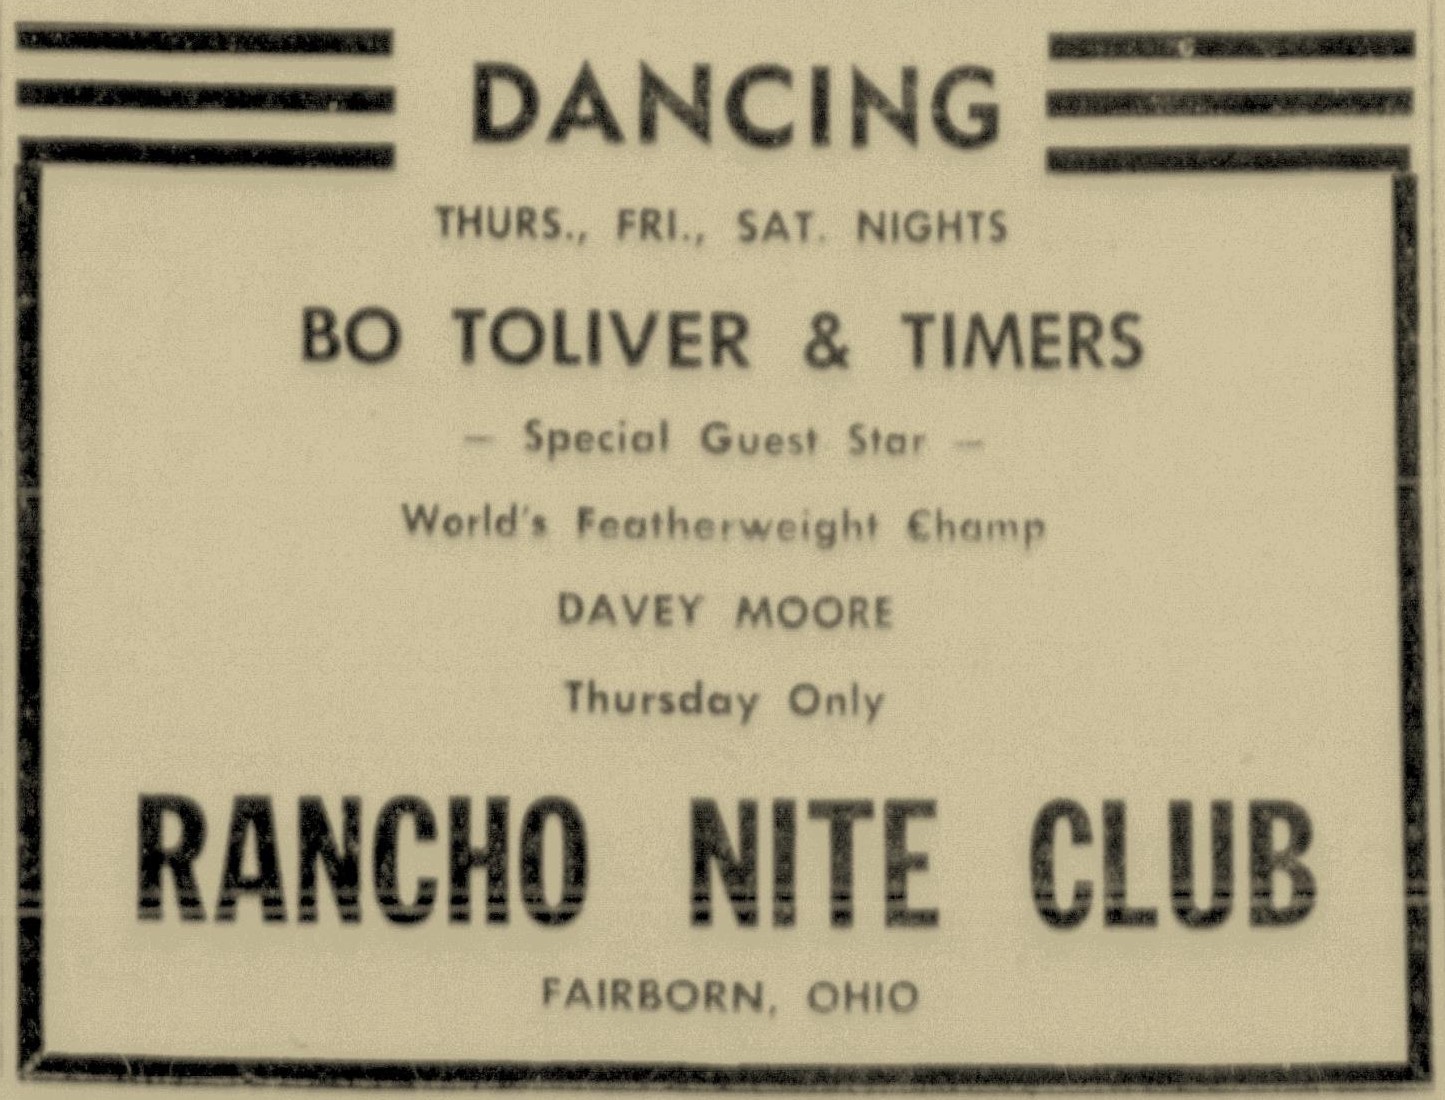 DANCING
THURS., FRI., SAT. NIGHTS
BO TOLIVER & TIMERS
— Special Guest Star —
World's Featherweight Champ
DAVEY MOORE
Thursday Only
RANCHO NITE CLUB
FAIRBORN, OHIO